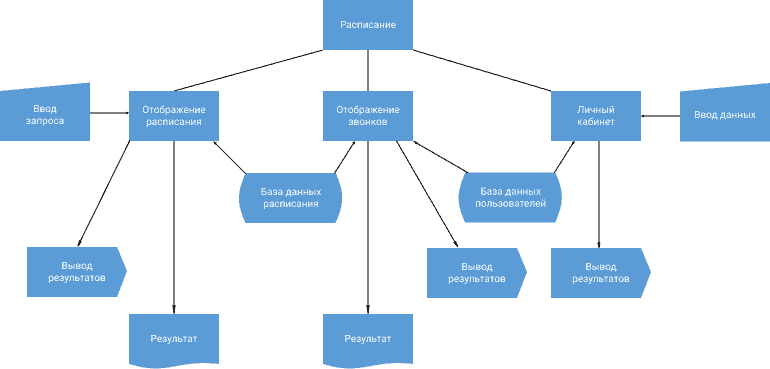 Расписание
Ввод
запроса
Отображение
расписания
Отображение
звонков
Личный
кабинет
Ввод данных
База данных
расписания
База данных
пользователей
Вывод
результатов
Вывод
результатов
Вывод
результатов
Результат
Результат